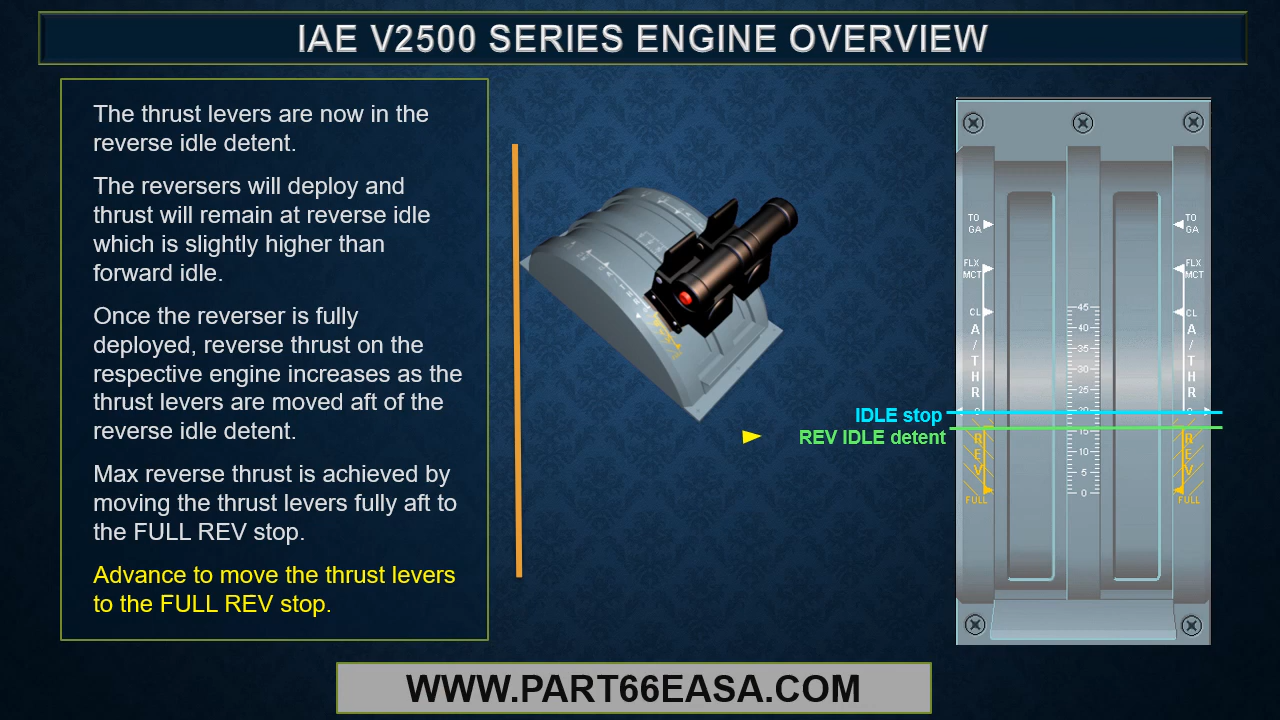 IAE V2500 SERIES ENGINE OVERVIEW
The thrust levers are now in the
reverse idle detent.
The reversers will deploy and
thrust will remain at reverse idle
which is slightly higher than
forward idle.
Once the reverser is fully
deployed, reverse thrust on the
respective engine increases as the
thrust levers are moved aft of the
reverse idle detent.
Max reverse thrust is achieved by
moving the thrust levers fully aft to
the FULL REV stop.
Advance to move the thrust levers
to the FULL REV stop.
IDLE stop
REV IDLE detent
TO
GA
FLX
MCT
CL
A
/
T
H
R
0
R
E
V
FULL
45
40
35
30
25
20
15
10
5
0
TO
GA
FLX
MCT
CL
A
/
T
H
R
0
R
E
V
FULL
WWW.PART66EASA.COM